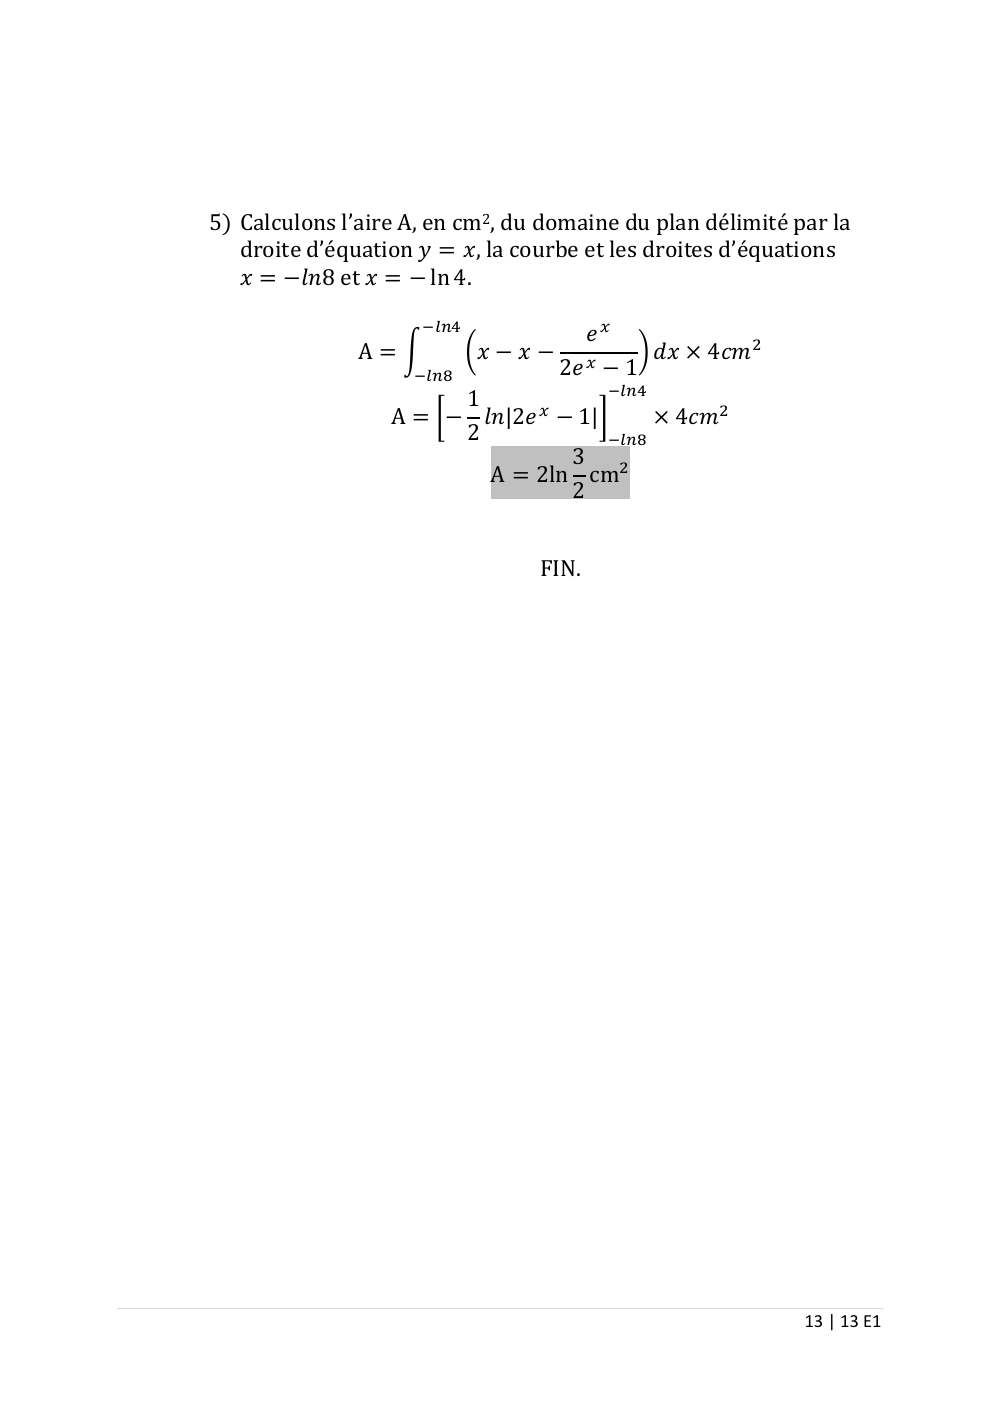 5) Calculons l’aire A, en cm², du domaine du plan délimité par la
droite d’équation 𝑦 = 𝑥, la courbe et les droites d’équations
𝑥 = −𝑙𝑛8 et 𝑥 = − ln 4.
A = ∫_{−𝑙𝑛8}^{−𝑙𝑛4} (𝑥 − 𝑥 − 𝑒^𝑥/(2𝑒^𝑥 − 1)) 𝑑𝑥 × 4𝑐𝑚²
A = [−1/2 𝑙𝑛|2𝑒^𝑥 − 1|]_{−𝑙𝑛8}^{−𝑙𝑛4} × 4𝑐𝑚²
A = 2ln 3/2 cm²
FIN.
13 | 13 E1